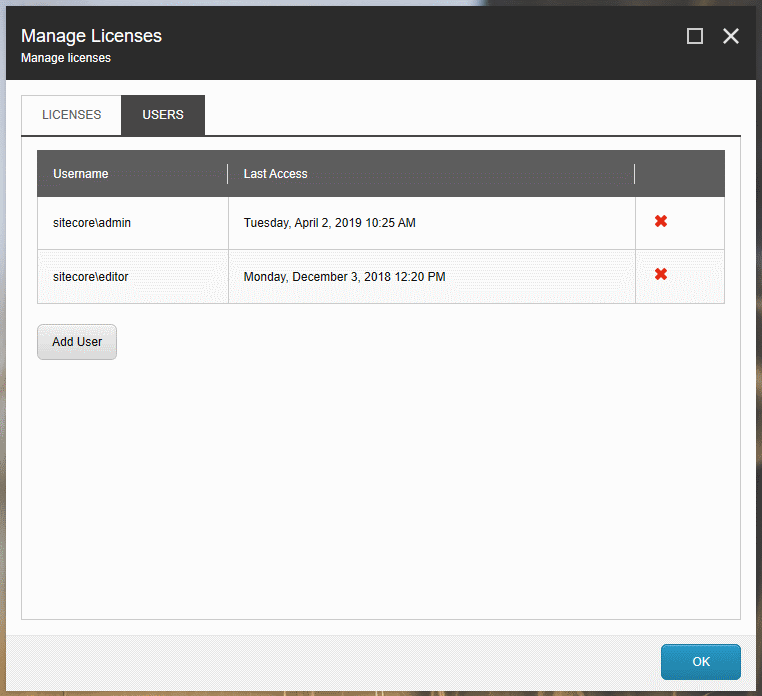 Manage Licenses
Manage licenses
LICENSES USERS
Username Last Access
sitecore\admin Tuesday, April 2, 2019 10:25 AM
sitecore\editor Monday, December 3, 2018 12:20 PM
Add User
OK